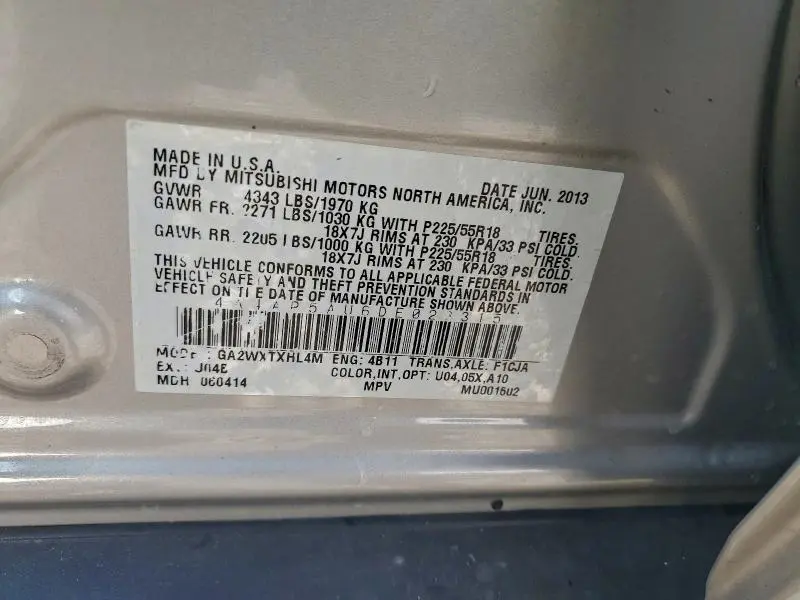 MADE IN U.S.A. DATE JUN. 2013
MFD BY MITSUBISHI MOTORS NORTH AMERICA, INC.
GVWR 4343 LBS/1970 KG
GAWR FR. 2271 LBS/1030 KG WITH P225/55R18 TIRES
18X7J RIMS AT 230 KPA/33 PSI COLD.
GAWR RR. 2205 LBS/1000 KG WITH P225/55R18 TIRES
18X7J RIMS AT 230 KPA/33 PSI COLD.
THIS VEHICLE CONFORMS TO ALL APPLICABLE FEDERAL MOTOR
VEHICLE SAFETY AND THEFT PREVENTION STANDARDS IN
EFFECT ON THE DATE OF MANUFACTURE SHOWN ABOVE.
MODEL: GA2WXTXHL4M ENG: 4B11 TRANS,AXLE: F1CJA
EXT: COLOR,INT,OPT: U04,05X,A10
MDH 060414 MPV MU001602